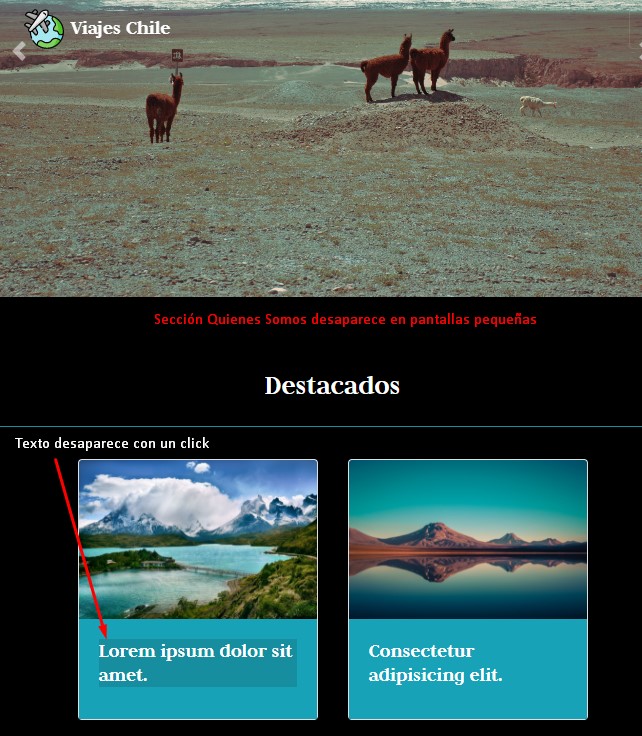 Viajes Chile
Sección Quienes Somos desaparece en pantallas pequeñas
Destacados
Texto desaparece con un click
Lorem ipsum dolor sit
amet.
Consectetur
adipisicing elit.